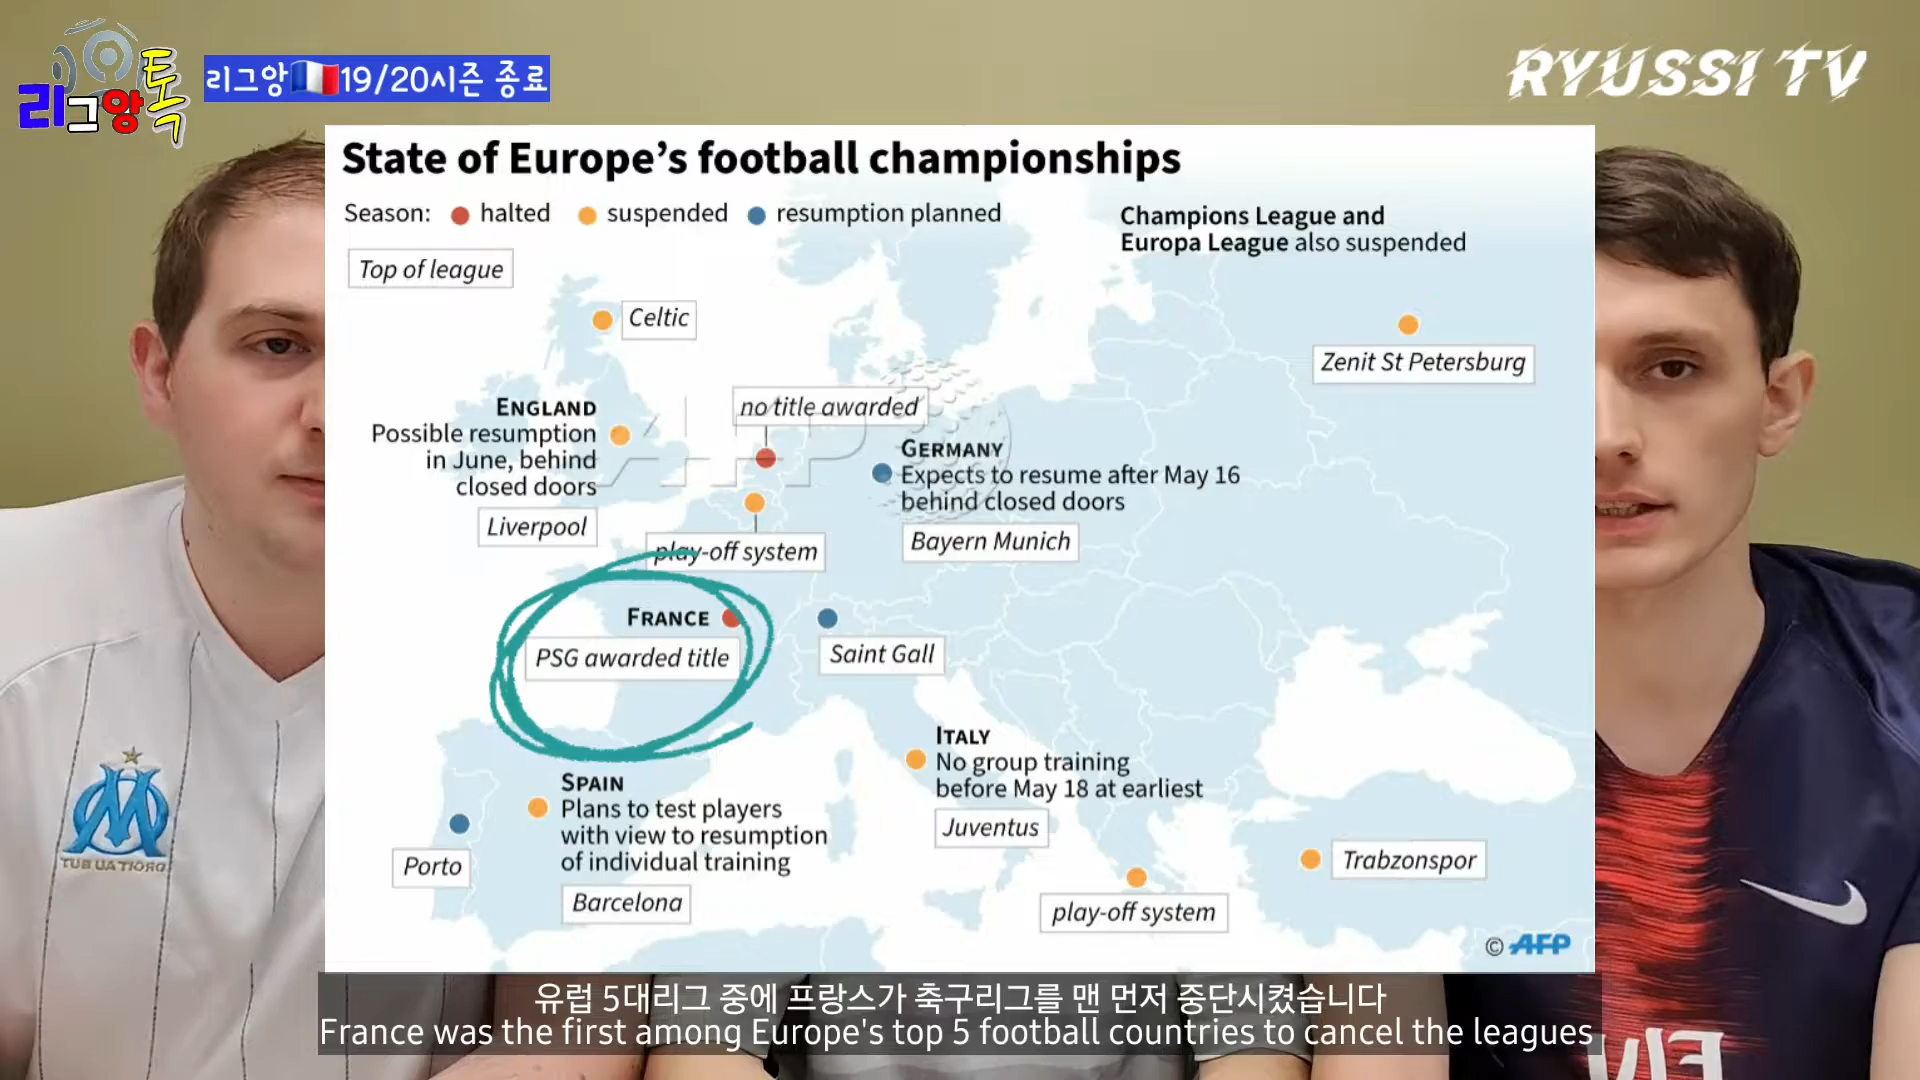 리그앙톡
리그앙🇫🇷19/20시즌 종료
RYUSSI TV
State of Europe's football championships
Season: halted suspended resumption planned
Champions League and
Europa League also suspended
Top of league
Celtic
Zenit St Petersburg
no title awarded
ENGLAND
Possible resumption
in June, behind
closed doors
Liverpool
GERMANY
Expects to resume after May 16
behind closed doors
Bayern Munich
play-off system
FRANCE
PSG awarded title
Saint Gall
ITALY
No group training
before May 18 at earliest
Juventus
SPAIN
Plans to test players
with view to resumption
of individual training
Barcelona
Porto
Trabzonspor
play-off system
AFP
© AFP
유럽 5대리그 중에 프랑스가 축구리그를 맨 먼저 중단시켰습니다
France was the first among Europe's top 5 football countries to cancel the leagues